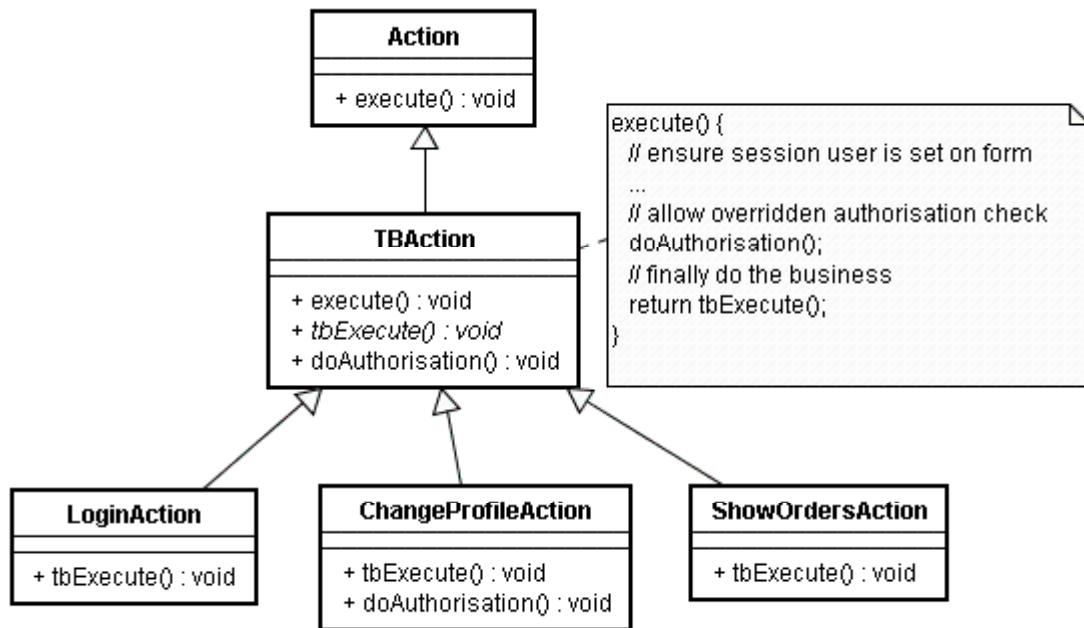 Action
+ execute() : void
execute() {
// ensure session user is set on form
...
// allow overridden authorisation check
doAuthorisation();
// finally do the business
return tbExecute();
}
TBAction
+ execute() : void
+ tbExecute() : void
+ doAuthorisation() : void
LoginAction
+ tbExecute() : void
ChangeProfileAction
+ tbExecute() : void
+ doAuthorisation() : void
ShowOrdersAction
+ tbExecute() : void